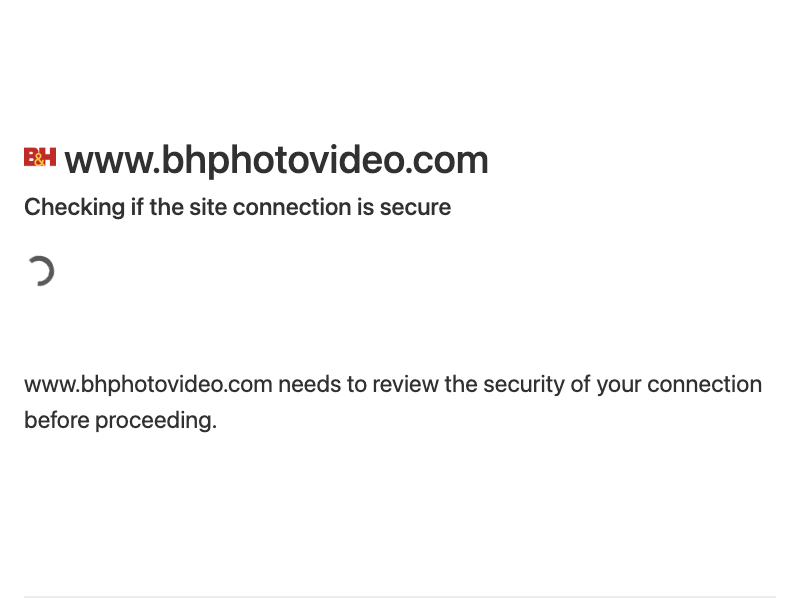 B&H www.bhphotovideo.com
Checking if the site connection is secure
www.bhphotovideo.com needs to review the security of your connection
before proceeding.